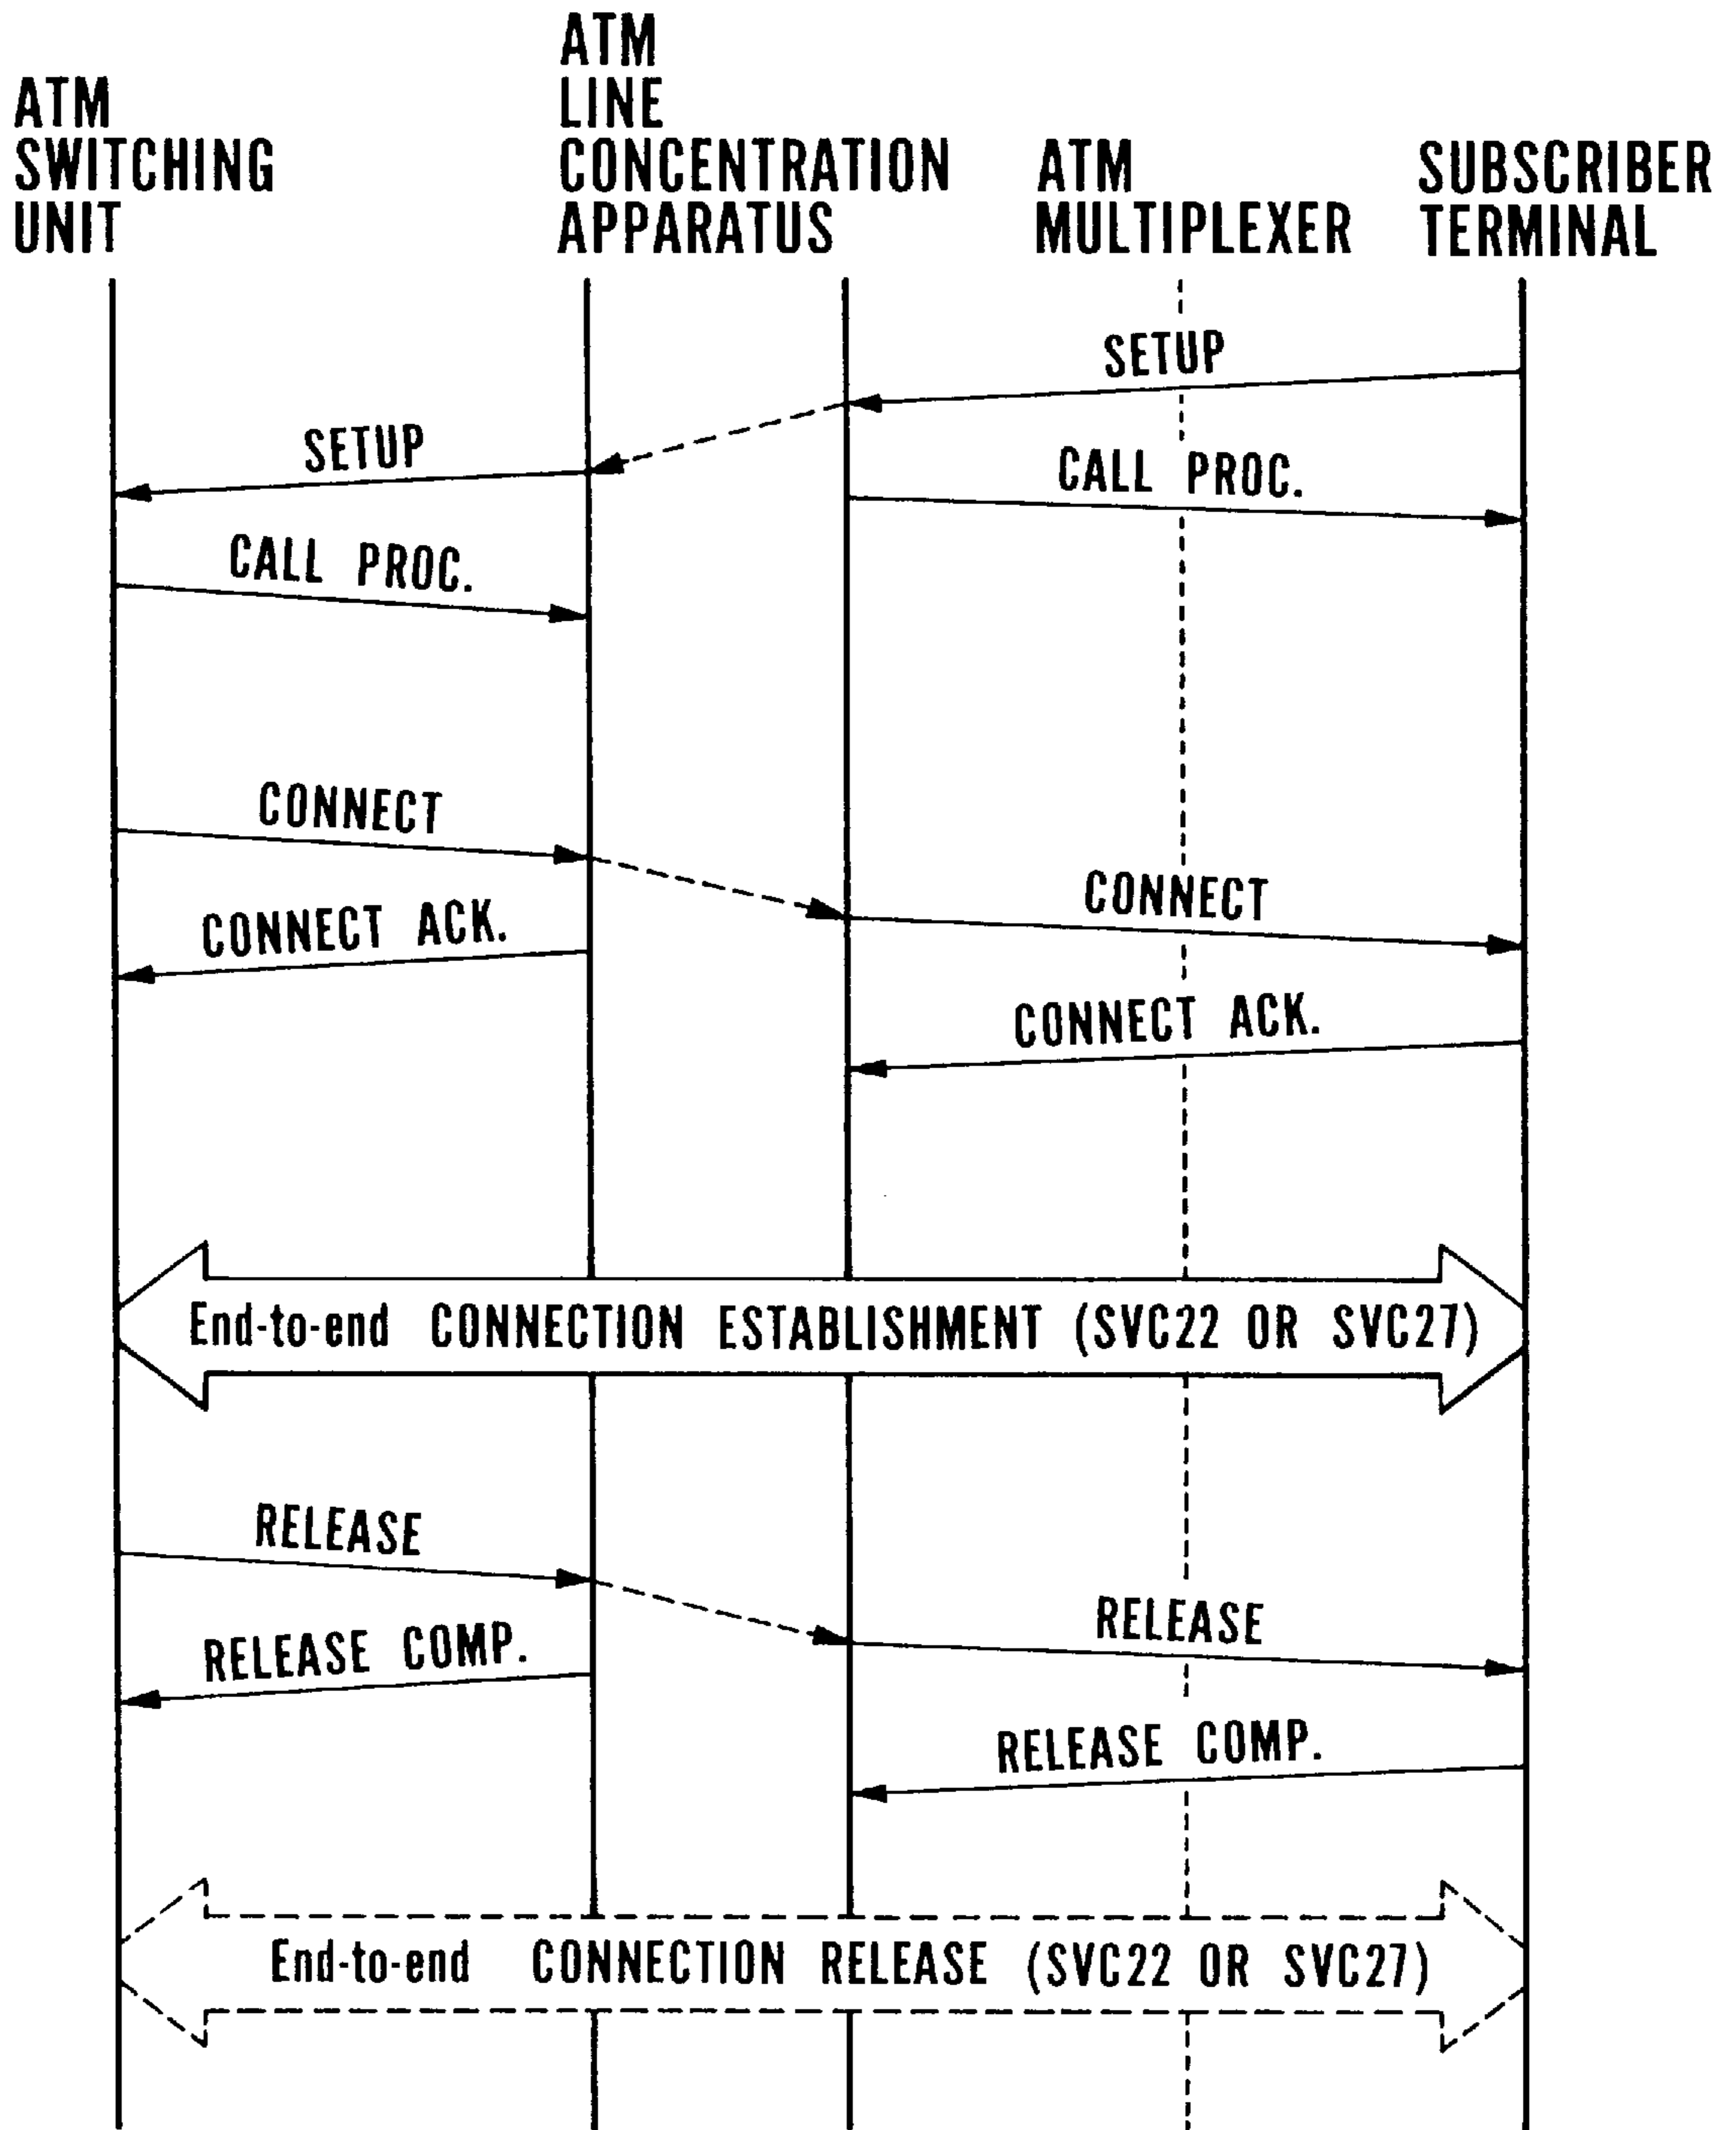 ATM
SWITCHING
UNIT
ATM
LINE
CONCENTRATION
APPARATUS
ATM
MULTIPLEXER
SUBSCRIBER
TERMINAL
SETUP
SETUP
CALL PROC.
CALL PROC.
CONNECT
CONNECT
CONNECT ACK.
CONNECT ACK.
End-to-end CONNECTION ESTABLISHMENT (SVC22 OR SVC27)
RELEASE
RELEASE
RELEASE COMP.
RELEASE COMP.
End-to-end CONNECTION RELEASE (SVC22 OR SVC27)